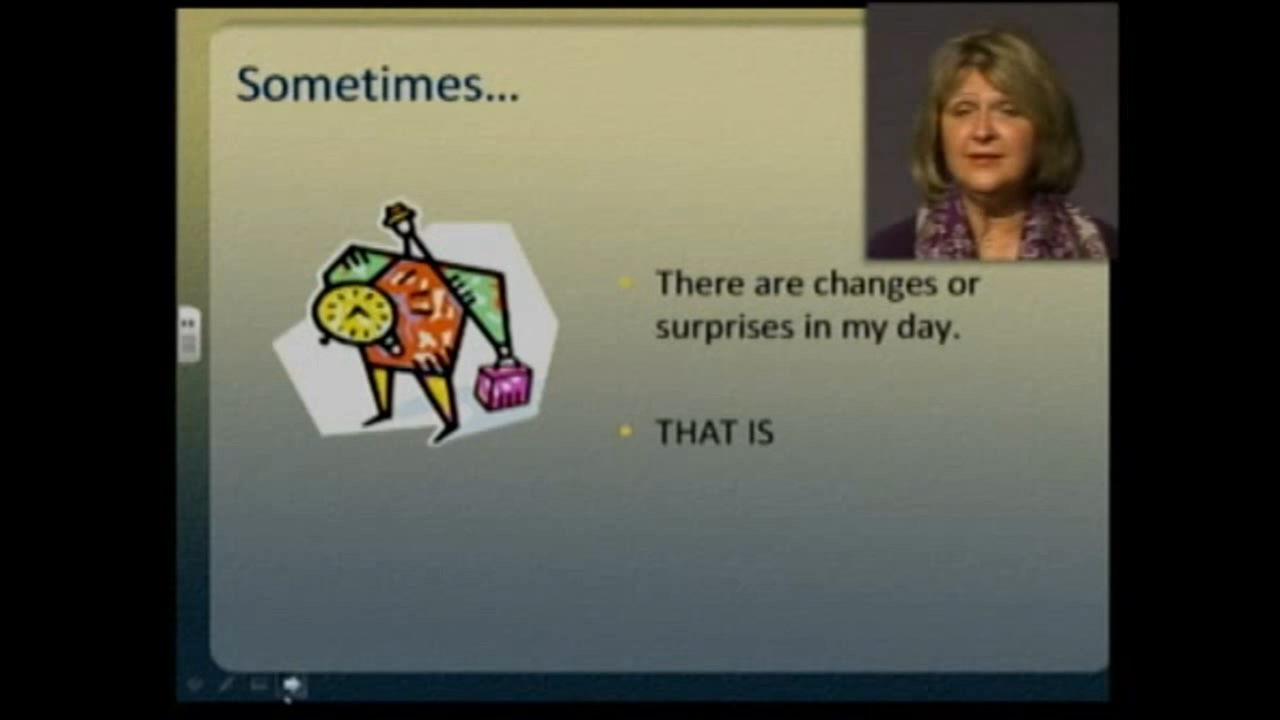 Sometimes...
There are changes or
surprises in my day.
THAT IS